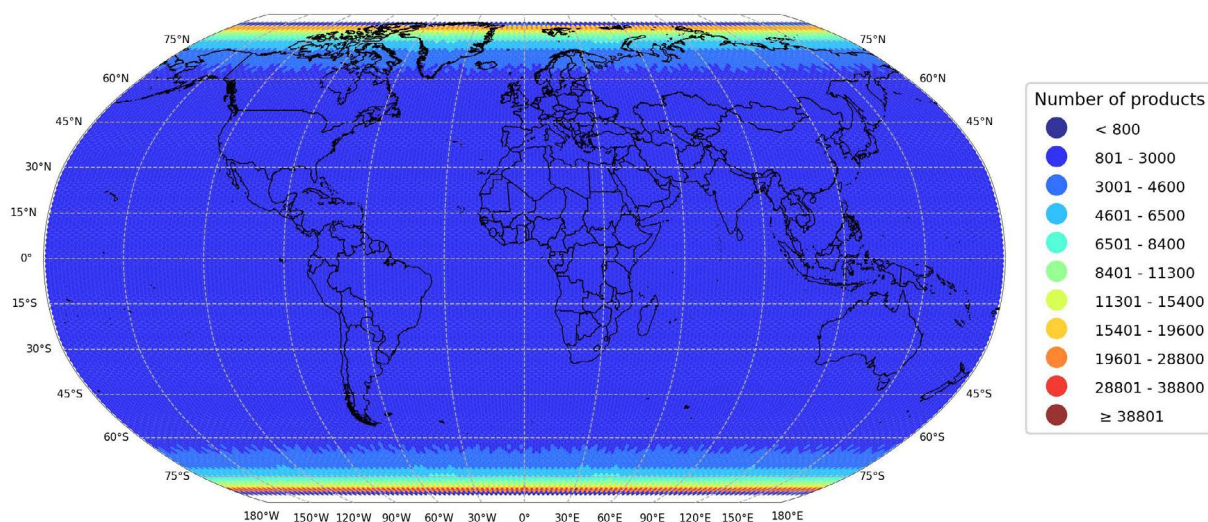 75°N 75°N
60°N 60°N
45°N 45°N
30°N 30°N
15°N 15°N
0° 0°
15°S 15°S
30°S 30°S
45°S 45°S
60°S 60°S
75°S 75°S
180°W 150°W 120°W 90°W 60°W 30°W 0° 30°E 60°E 90°E 120°E 150°E 180°E
Number of products
< 800
801 - 3000
3001 - 4600
4601 - 6500
6501 - 8400
8401 - 11300
11301 - 15400
15401 - 19600
19601 - 28800
28801 - 38800
≥ 38801